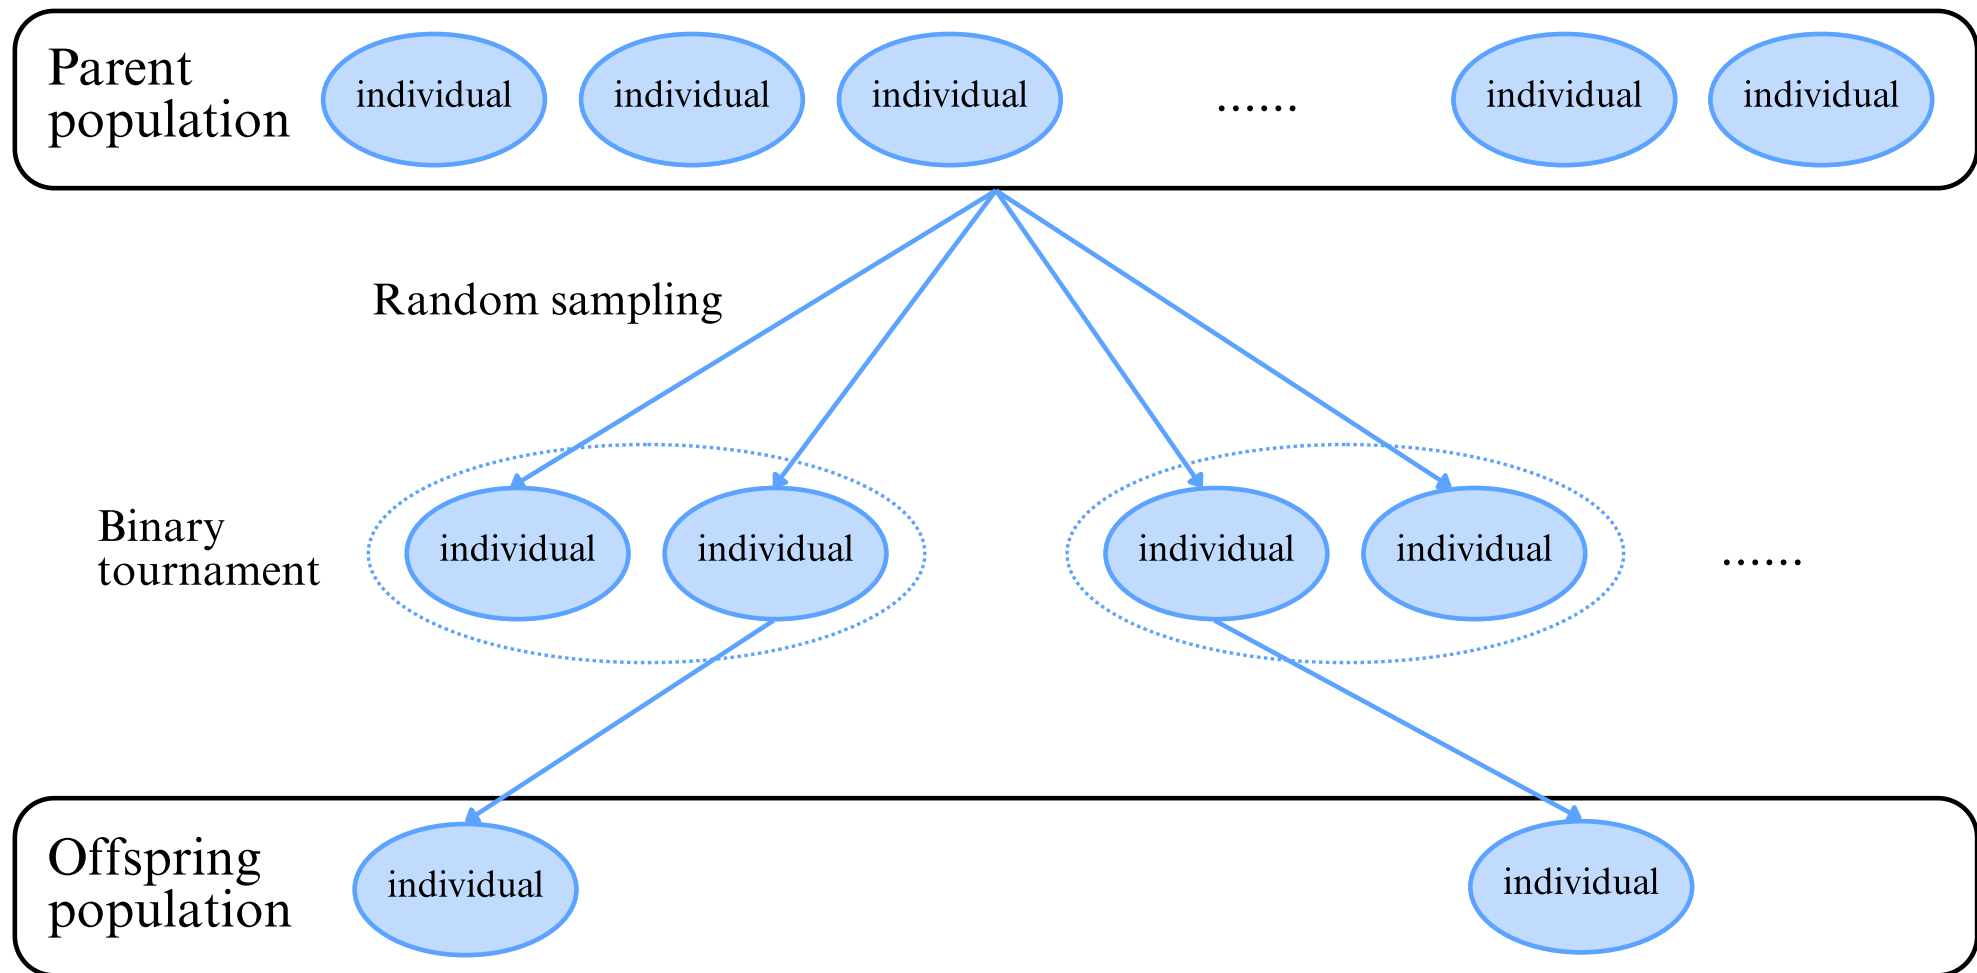 Parent
population
individual individual individual ...... individual individual
Random sampling
Binary
tournament
individual individual individual individual ......
Offspring
population
individual individual